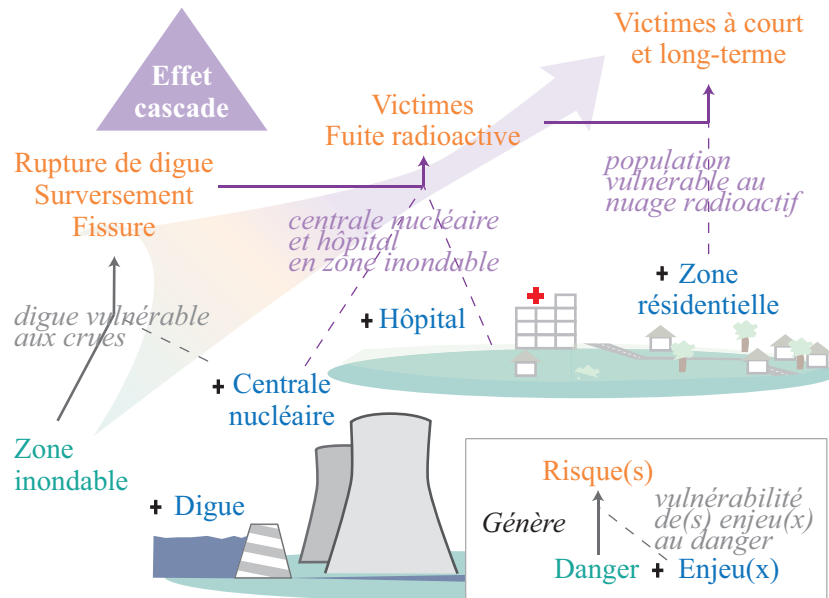 Effet
cascade
Victimes à court
et long-terme
Victimes
Fuite radioactive
Rupture de digue
Surversement
Fissure
population
vulnérable au
nuage radioactif
centrale nucléaire
et hôpital
en zone inondable
+ Zone
résidentielle
digue vulnérable
aux crues
+ Hôpital
+ Centrale
nucléaire
Zone
inondable
+ Digue
Risque(s)
Génère
vulnérabilité
de(s) enjeu(x)
au danger
Danger + Enjeu(x)